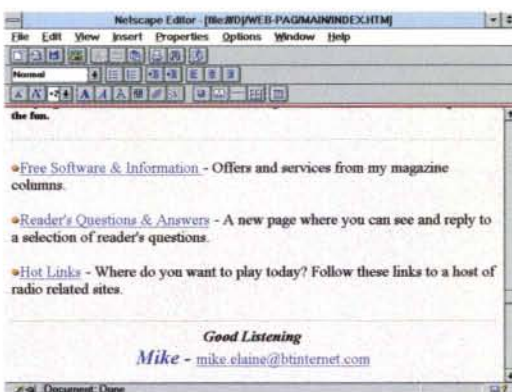 Netscape Editor - [file:///D|/WEB-PAG/MAIN/INDEX.HTM]
File Edit View Insert Properties Options Window Help
Normal
the fun.
Free Software & Information - Offers and services from my magazine
columns.
Reader's Questions & Answers - A new page where you can see and reply to
a selection of reader's questions.
Hot Links - Where do you want to play today? Follow these links to a host of
radio related sites.
Good Listening
Mike - mike.elaine@btinternet.com
Document: Done